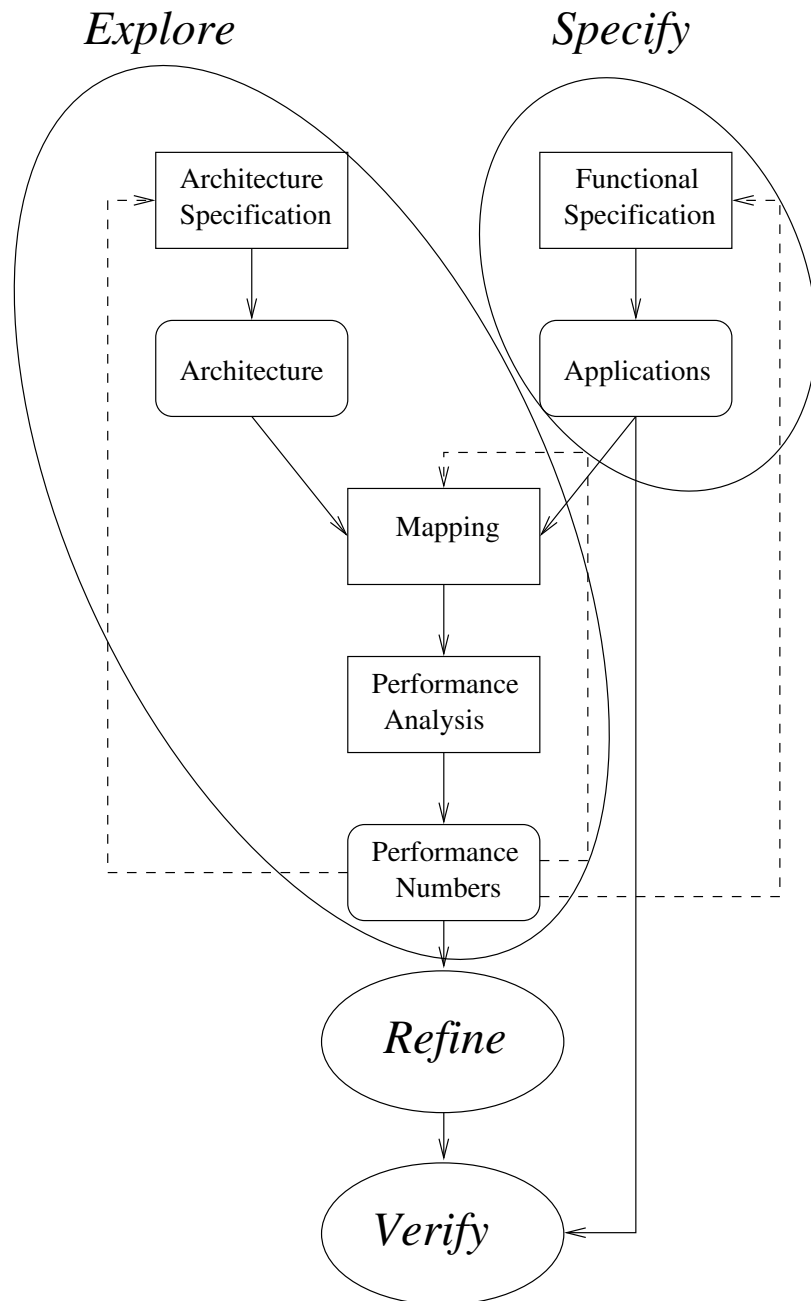 Explore
Specify
Architecture
Specification
Functional
Specification
Architecture
Applications
Mapping
Performance
Analysis
Performance
Numbers
Refine
Verify